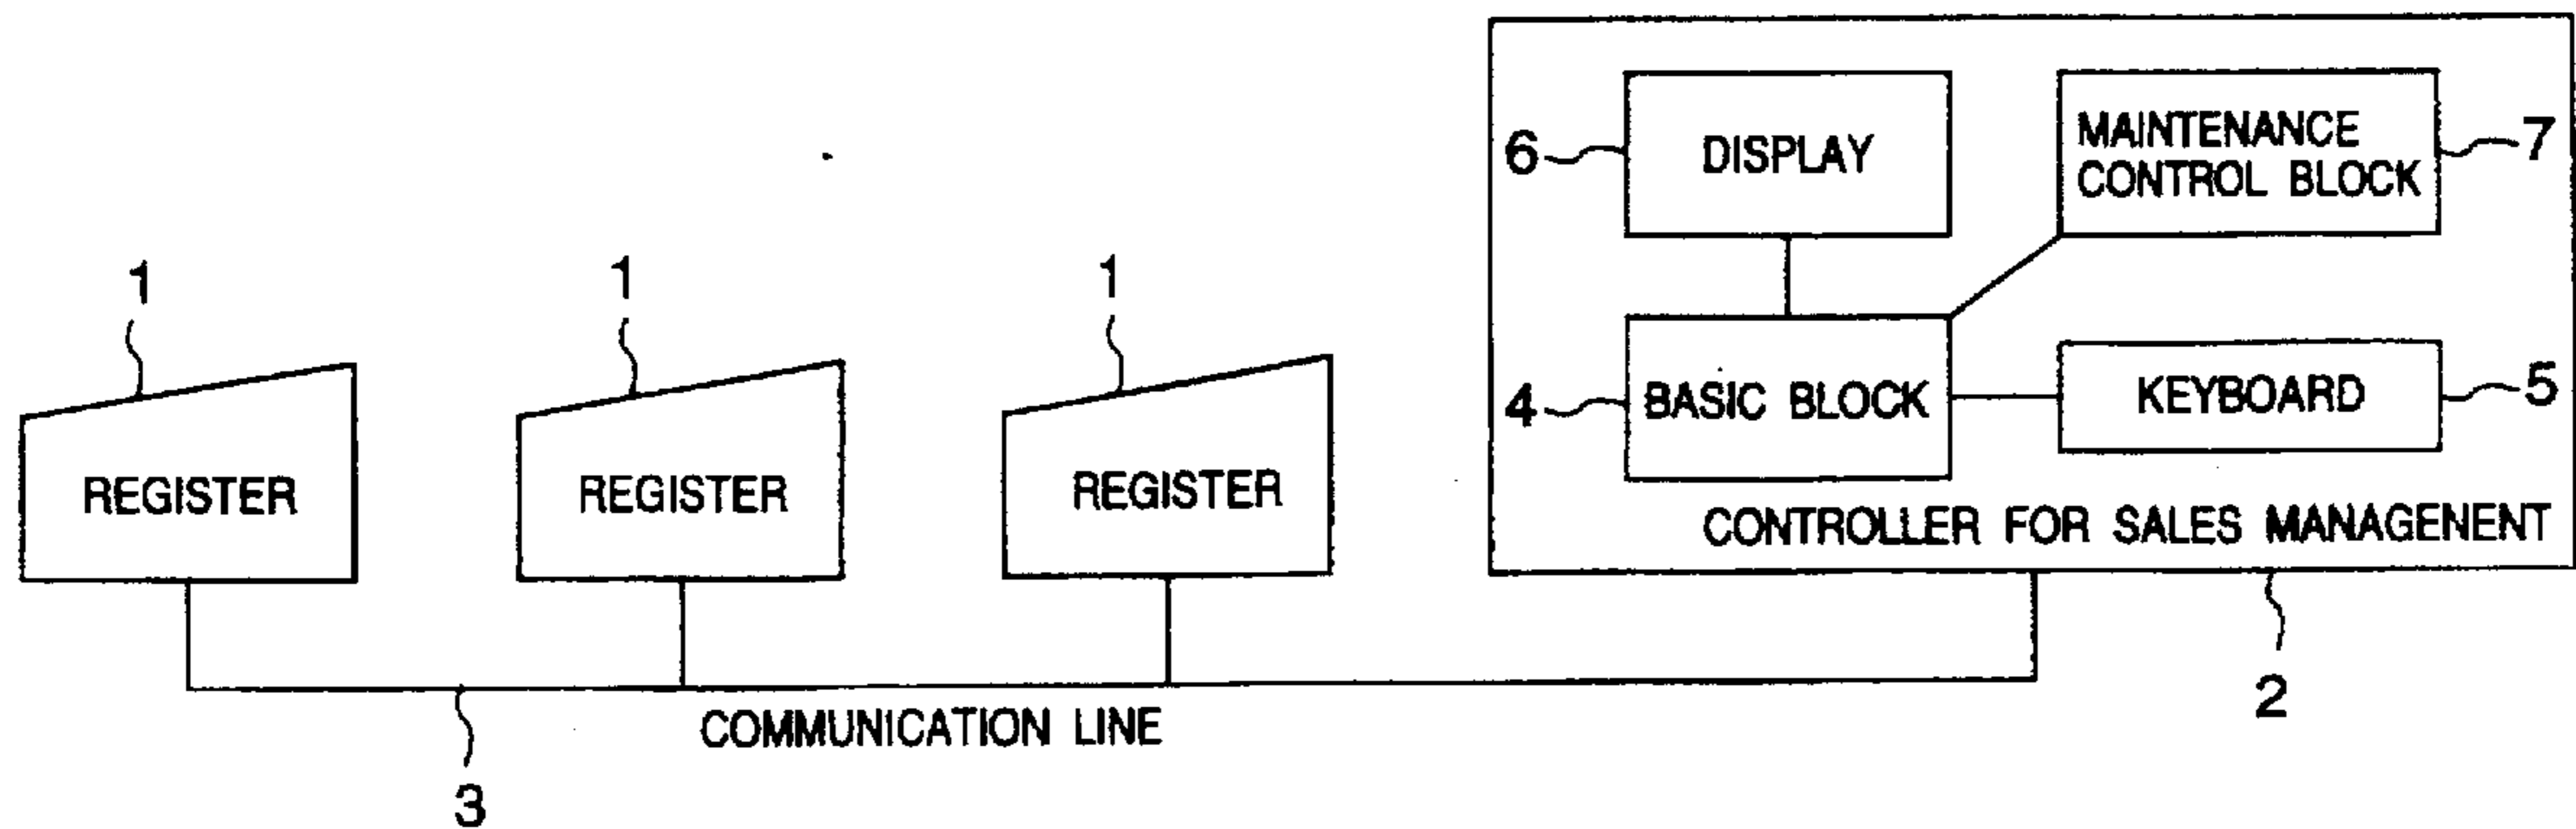 6
DISPLAY
MAINTENANCE
CONTROL BLOCK
7
1
1
1
4
BASIC BLOCK
KEYBOARD
5
REGISTER
REGISTER
REGISTER
CONTROLLER FOR SALES MANAGENENT
2
COMMUNICATION LINE
3